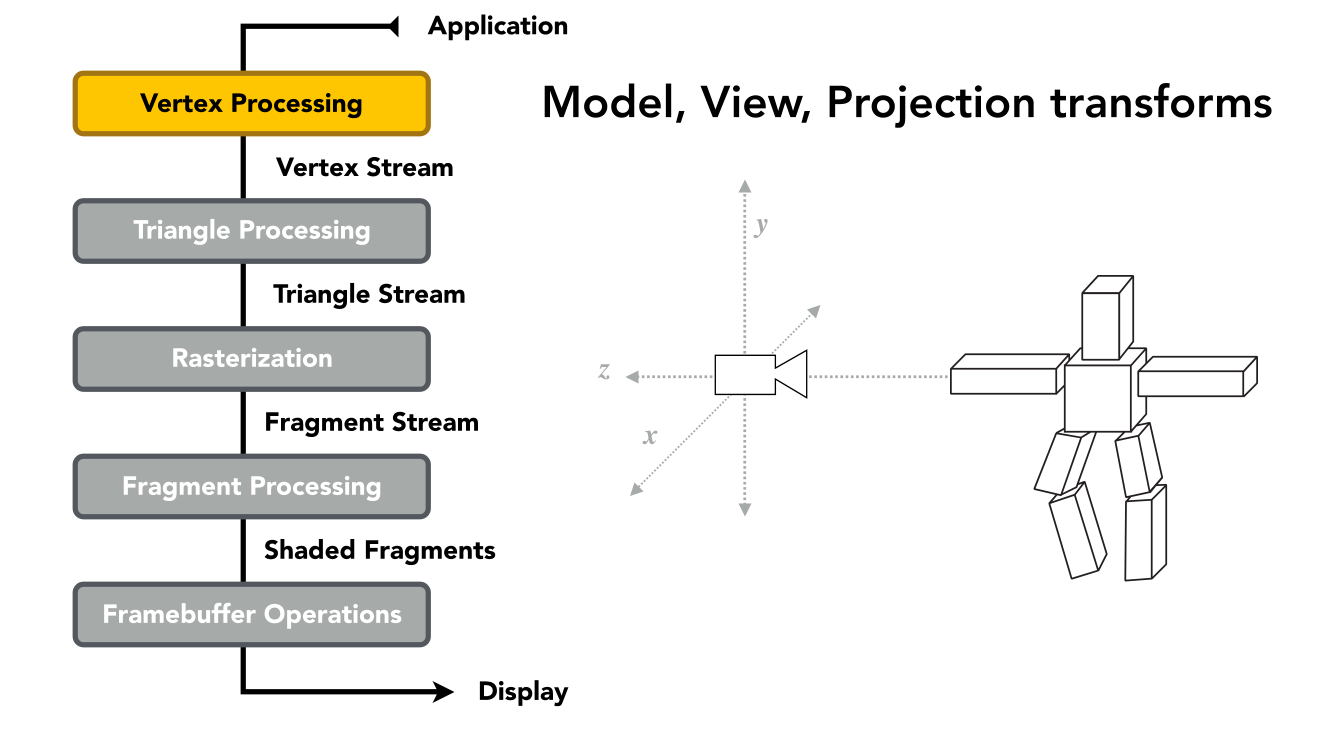 Application
Vertex Processing
Model, View, Projection transforms
Vertex Stream
Triangle Processing
Triangle Stream
Rasterization
Fragment Stream
Fragment Processing
Shaded Fragments
Framebuffer Operations
Display
y
z
x